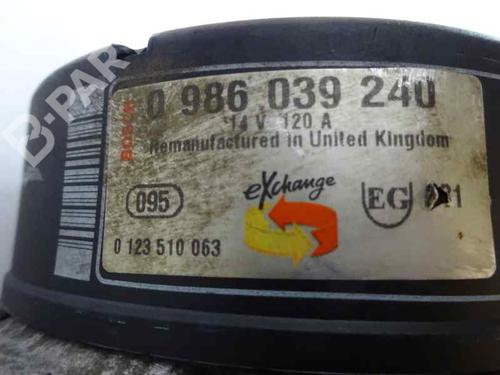 B-PAR
BOSCH
0 986 039 240
14 V 120 A
Remanufactured in United Kingdom
095
eXchange
EG
0 123 510 063